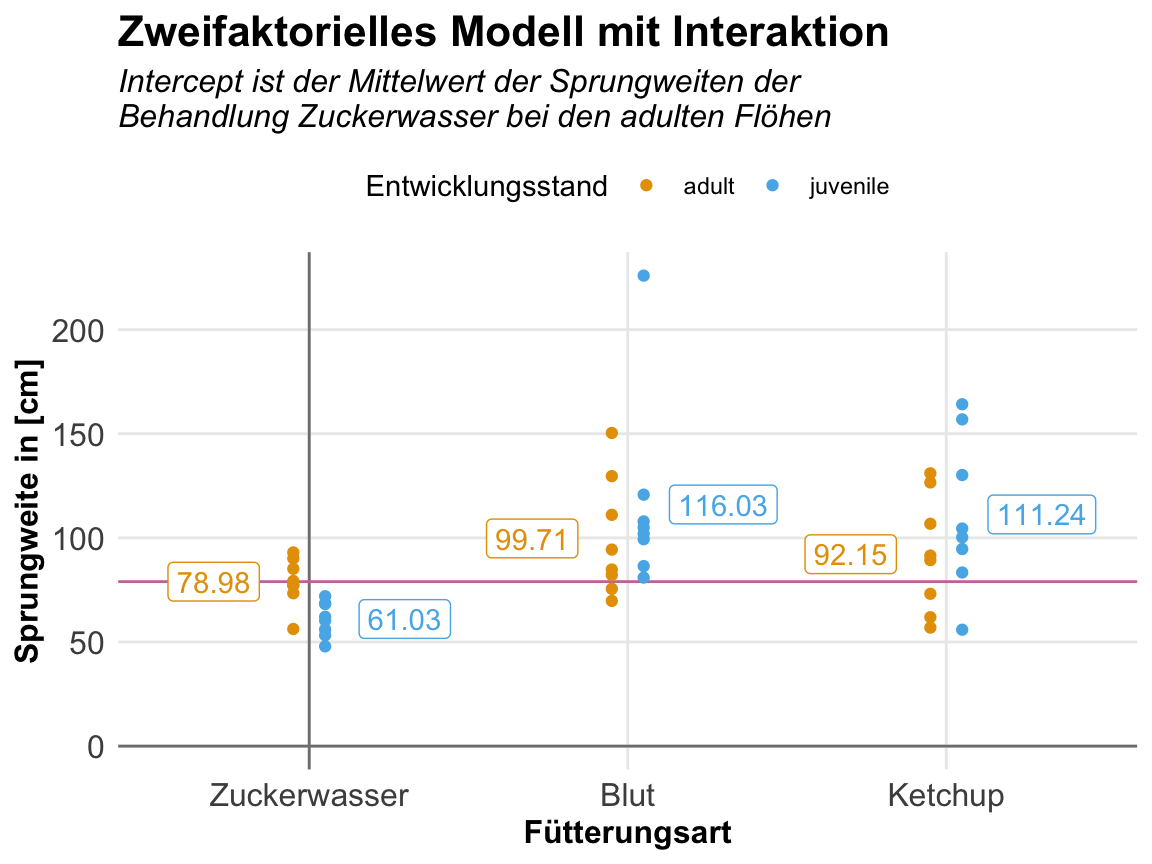 Zweifaktorielles Modell mit Interaktion
Intercept ist der Mittelwert der Sprungweiten der
Behandlung Zuckerwasser bei den adulten Flöhen
Entwicklungsstand adult juvenile
Sprungweite in [cm]
200
150
100
50
0
78.98
61.03
99.71
116.03
92.15
111.24
Zuckerwasser Blut Ketchup
Fütterungsart